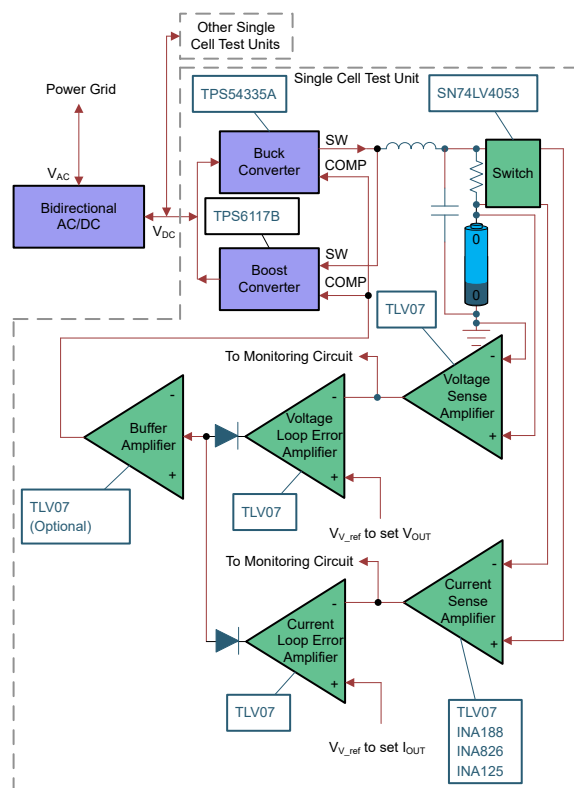 Other Single
Cell Test Units
Single Cell Test Unit
Power Grid
TPS54335A
SN74LV4053
SW
COMP
Buck
Converter
Switch
VAC
Bidirectional
AC/DC
VDC
TPS6117B
SW
COMP
Boost
Converter
0
0
TLV07
To Monitoring Circuit
-
Voltage
Sense
Amplifier
+
-
Buffer
Amplifier
+
-
Voltage
Loop Error
Amplifier
+
TLV07
(Optional)
TLV07
VV_ref to set VOUT
To Monitoring Circuit
-
Current
Sense
Amplifier
+
-
Current
Loop Error
Amplifier
+
TLV07
TLV07
INA188
INA826
INA125
VV_ref to set IOUT